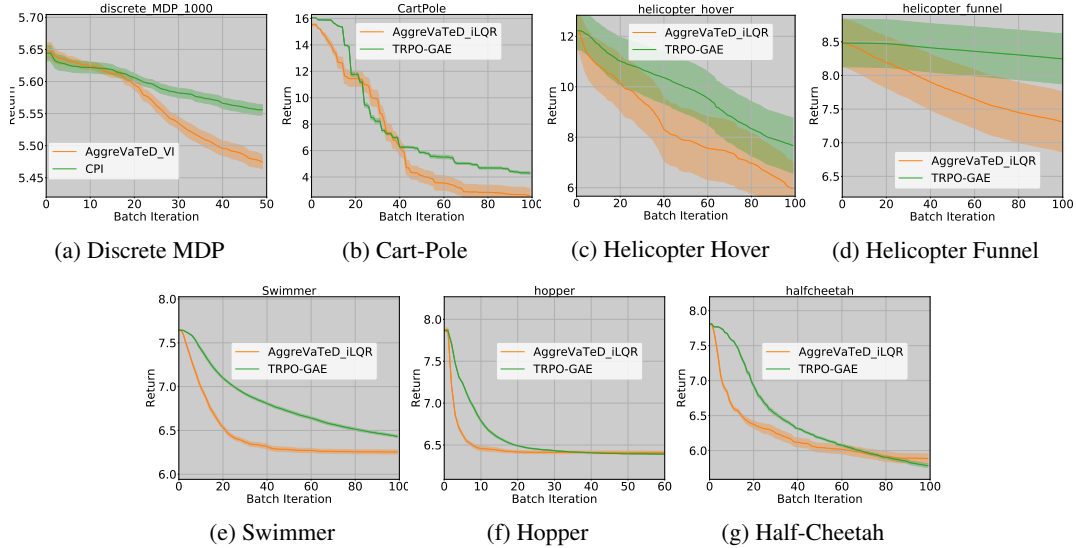 discrete_MDP_1000
Return
5.70
5.65
5.60
5.55
5.50
5.45
AggreVaTeD_VI
CPI
0 10 20 30 40 50
Batch Iteration
(a) Discrete MDP
CartPole
Return
16
14
12
10
8
6
4
AggreVaTeD_iLQR
TRPO-GAE
0 20 40 60 80 100
Batch Iteration
(b) Cart-Pole
helicopter_hover
Return
12
10
8
6
AggreVaTeD_iLQR
TRPO-GAE
0 20 40 60 80 100
Batch Iteration
(c) Helicopter Hover
helicopter_funnel
Return
8.5
8.0
7.5
7.0
6.5
AggreVaTeD_iLQR
TRPO-GAE
0 20 40 60 80 100
Batch Iteration
(d) Helicopter Funnel
Swimmer
Return
8.0
7.5
7.0
6.5
6.0
AggreVaTeD_iLQR
TRPO-GAE
0 20 40 60 80 100
Batch Iteration
(e) Swimmer
hopper
Return
8.0
7.5
7.0
6.5
AggreVaTeD_iLQR
TRPO-GAE
0 10 20 30 40 50 60
Batch Iteration
(f) Hopper
halfcheetah
Return
8.0
7.5
7.0
6.5
6.0
AggreVaTeD_iLQR
TRPO-GAE
0 20 40 60 80 100
Batch Iteration
(g) Half-Cheetah